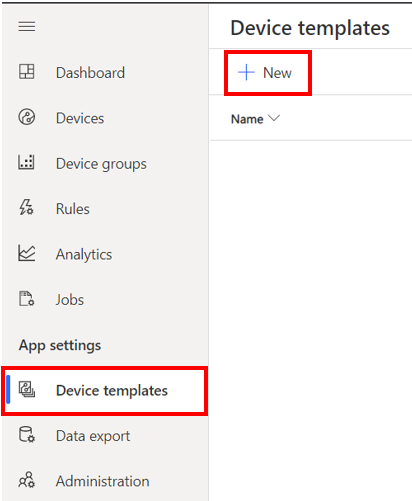 Dashboard
Devices
Device groups
Rules
Analytics
Jobs
App settings
Device templates
Data export
Administration
Device templates
New
Name